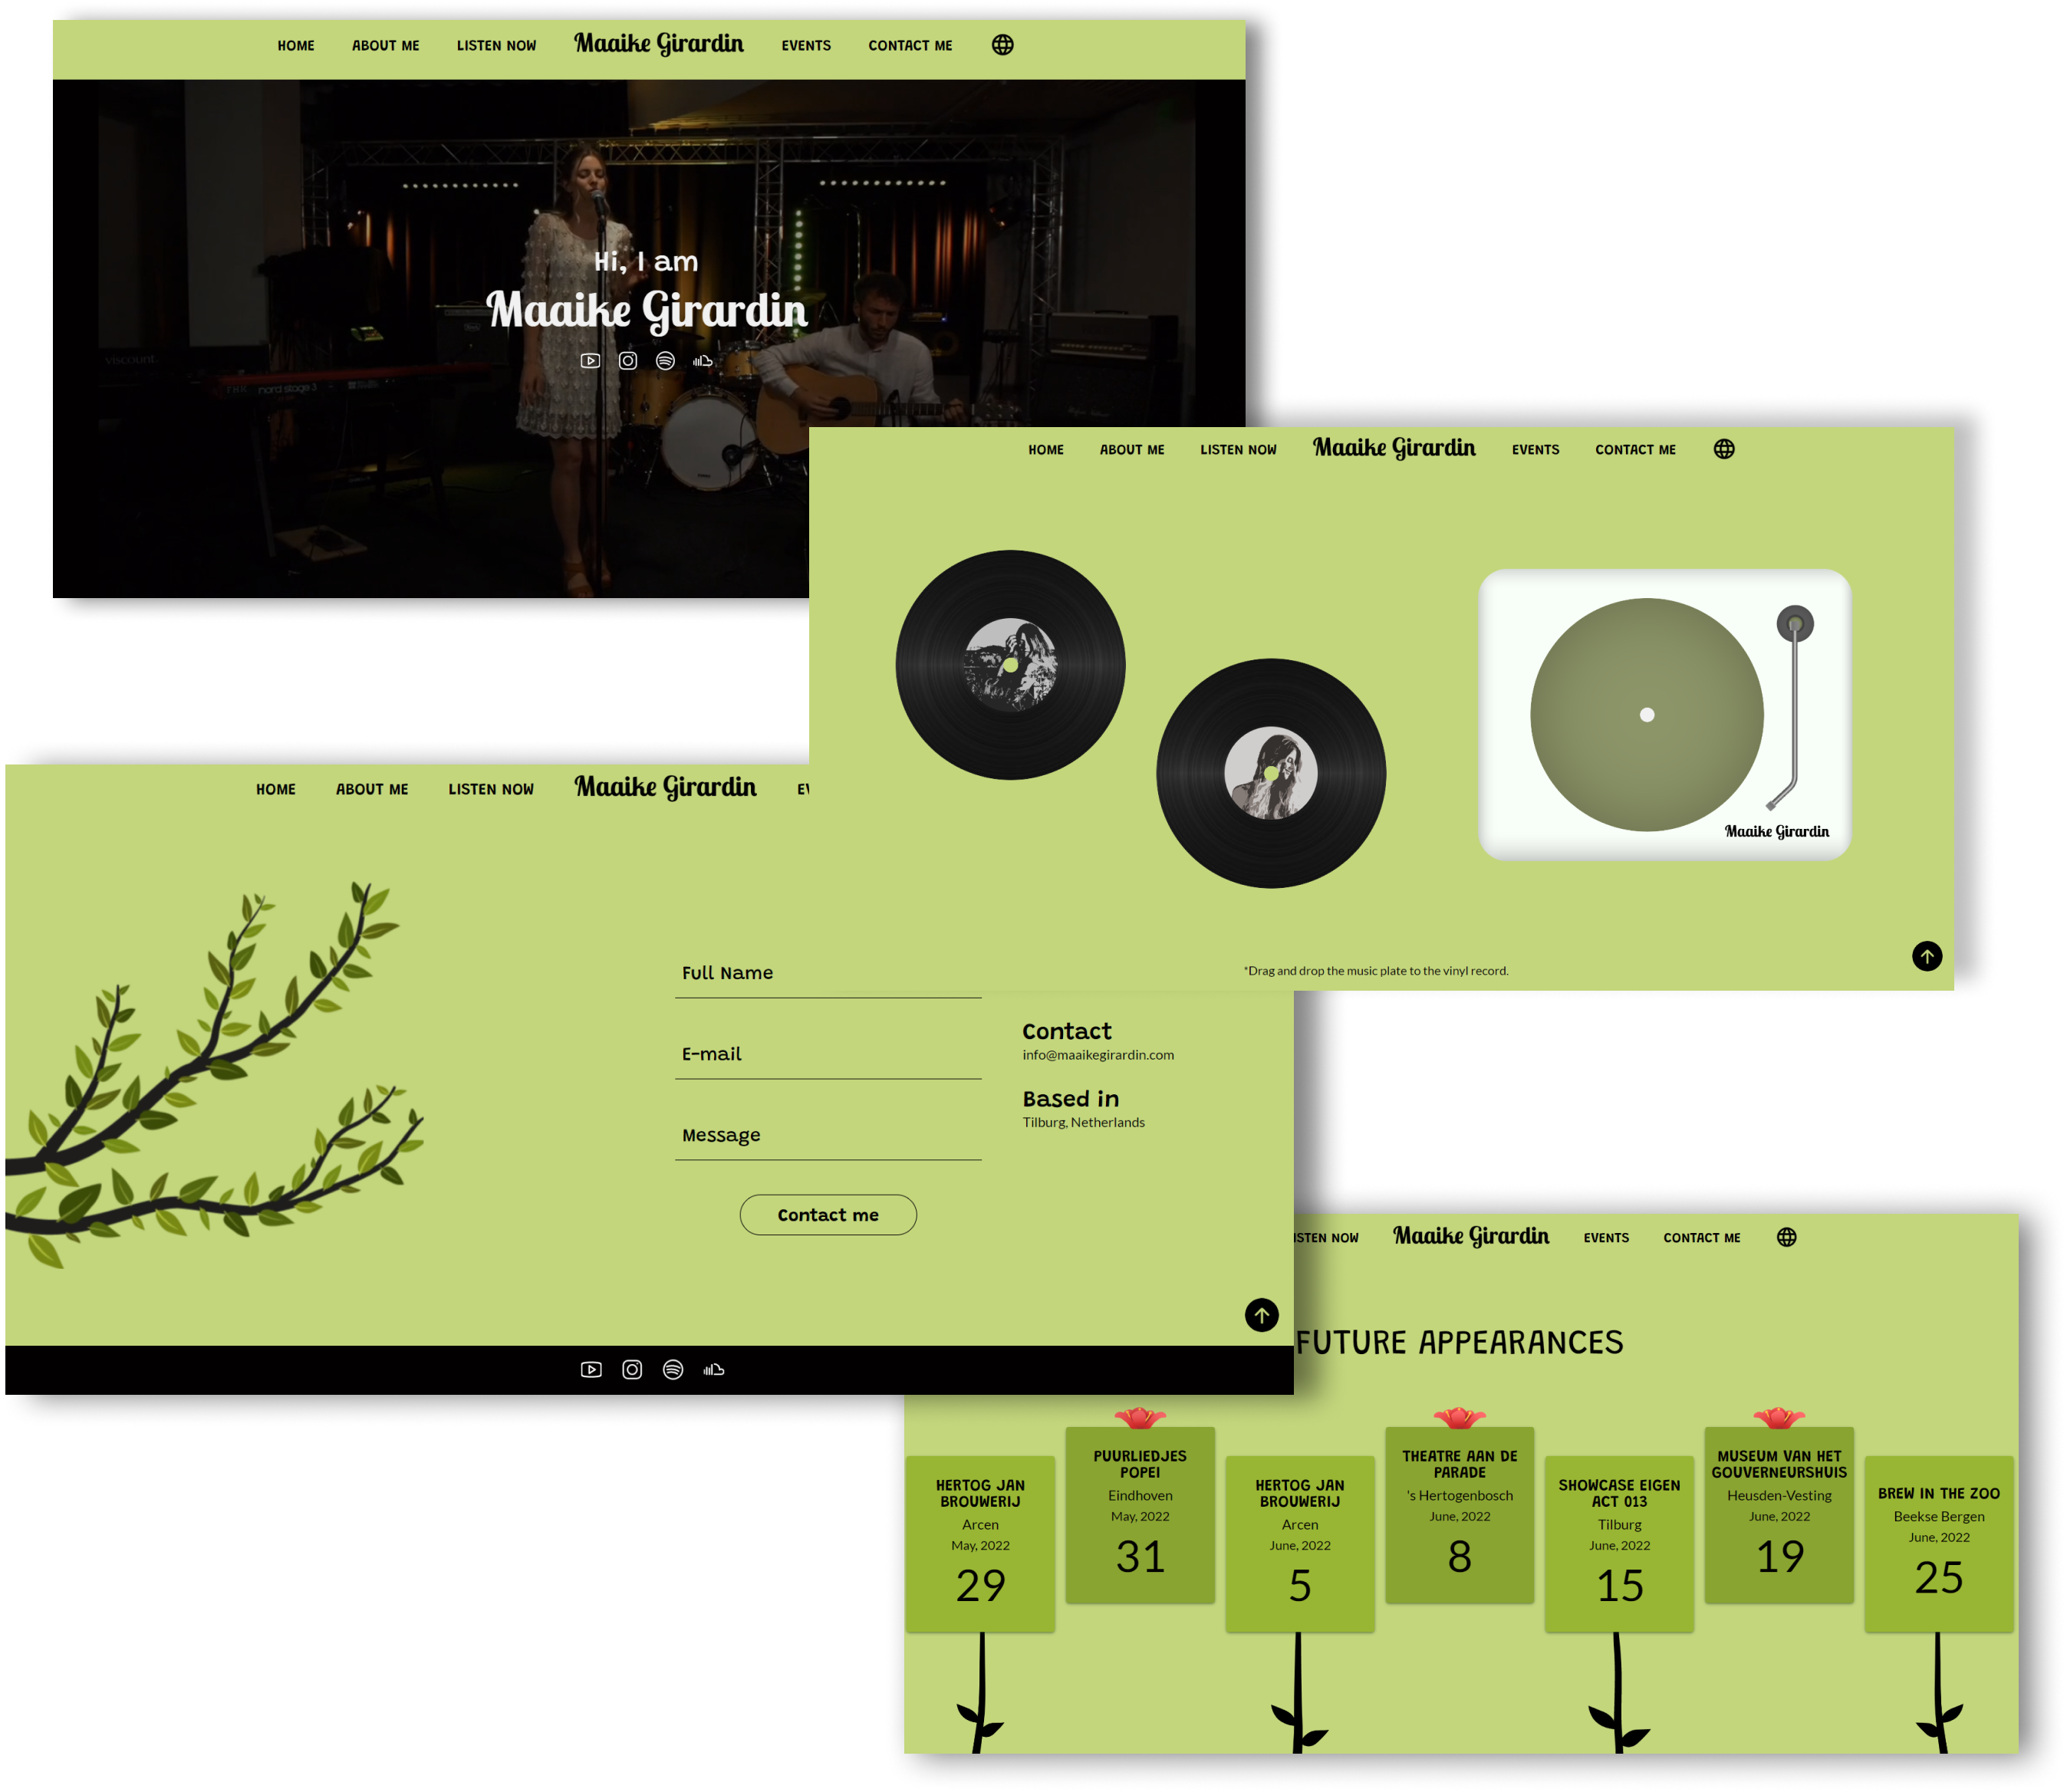 HOME ABOUT ME LISTEN NOW Maaike Girardin EVENTS CONTACT ME
Hi, I am
Maaike Girardin
viscount
nord stage 3
HOME ABOUT ME LISTEN NOW Maaike Girardin EVENTS CONTACT ME
Maaike Girardin
*Drag and drop the music plate to the vinyl record.
HOME ABOUT ME LISTEN NOW Maaike Girardin EV
Full Name
E-mail
Message
Contact me
Contact
info@maaikegirardin.com
Based in
Tilburg, Netherlands
ISTEN NOW Maaike Girardin EVENTS CONTACT ME
FUTURE APPEARANCES
HERTOG JAN
BROUWERIJ
Arcen
May, 2022
29
PUURLIEDJES
POPEI
Eindhoven
May, 2022
31
HERTOG JAN
BROUWERIJ
Arcen
June, 2022
5
THEATRE AAN DE
PARADE
's Hertogenbosch
June, 2022
8
SHOWCASE EIGEN
ACT 013
Tilburg
June, 2022
15
MUSEUM VAN HET
GOUVERNEURSHUIS
Heusden-Vesting
June, 2022
19
BREW IN THE ZOO
Beekse Bergen
June, 2022
25